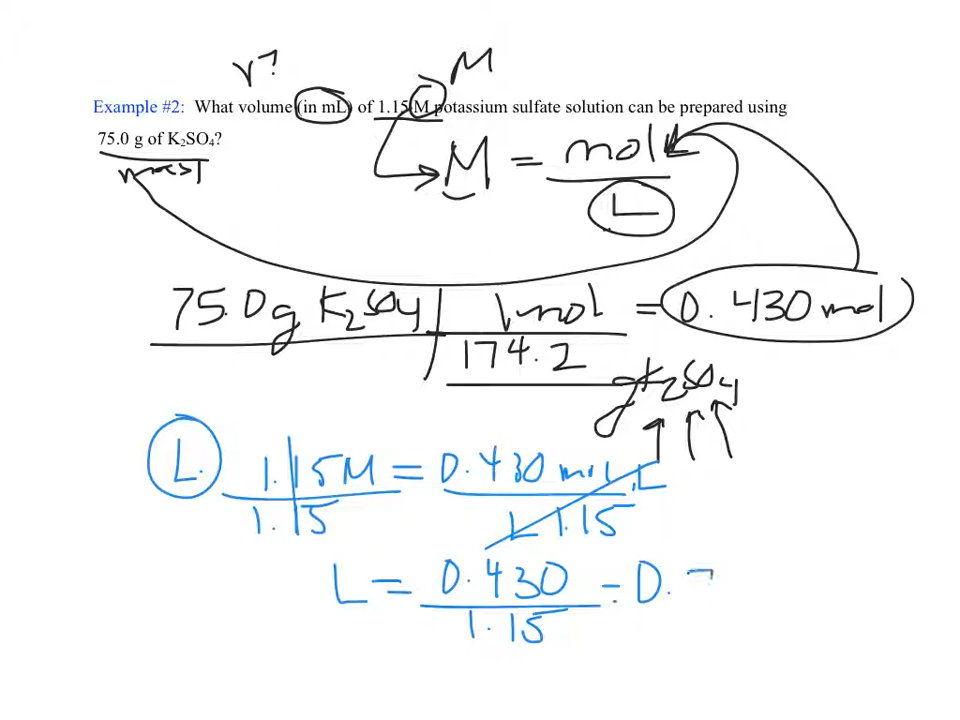 V?
M
Example #2: What volume (in mL) of 1.15 M potassium sulfate solution can be prepared using
75.0 g of K₂SO₄?
mass
M = mol
L
75.0g K₂SO₄ 1 mol = 0.430 mol
174.2 g K₂SO₄
L. 1.15 M = 0.430 mol L
1.15 L 1.15
L = 0.430 = 0.
1.15